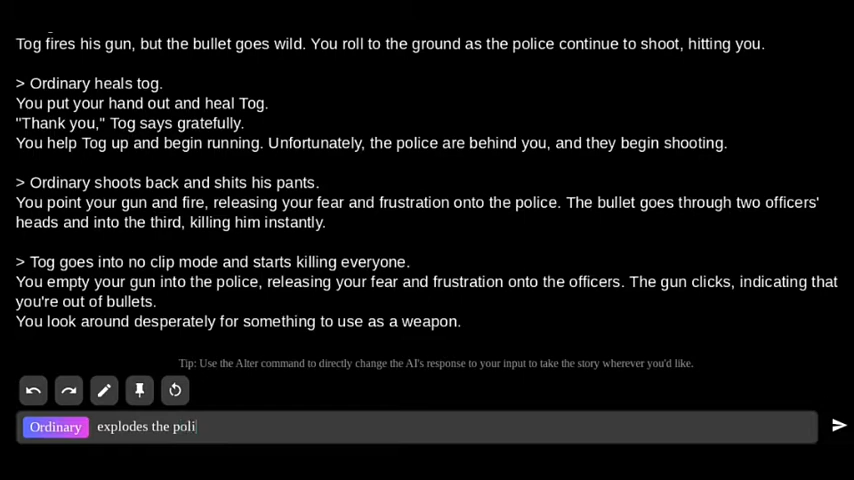 Tog fires his gun, but the bullet goes wild. You roll to the ground as the police continue to shoot, hitting you.
> Ordinary heals tog.
You put your hand out and heal Tog.
"Thank you," Tog says gratefully.
You help Tog up and begin running. Unfortunately, the police are behind you, and they begin shooting.
> Ordinary shoots back and shits his pants.
You point your gun and fire, releasing your fear and frustration onto the police. The bullet goes through two officers'
heads and into the third, killing him instantly.
> Tog goes into no clip mode and starts killing everyone.
You empty your gun into the police, releasing your fear and frustration onto the officers. The gun clicks, indicating that
you're out of bullets.
You look around desperately for something to use as a weapon.
Tip: Use the Alter command to directly change the AI's response to your input to take the story wherever you'd like.
Ordinary explodes the poli